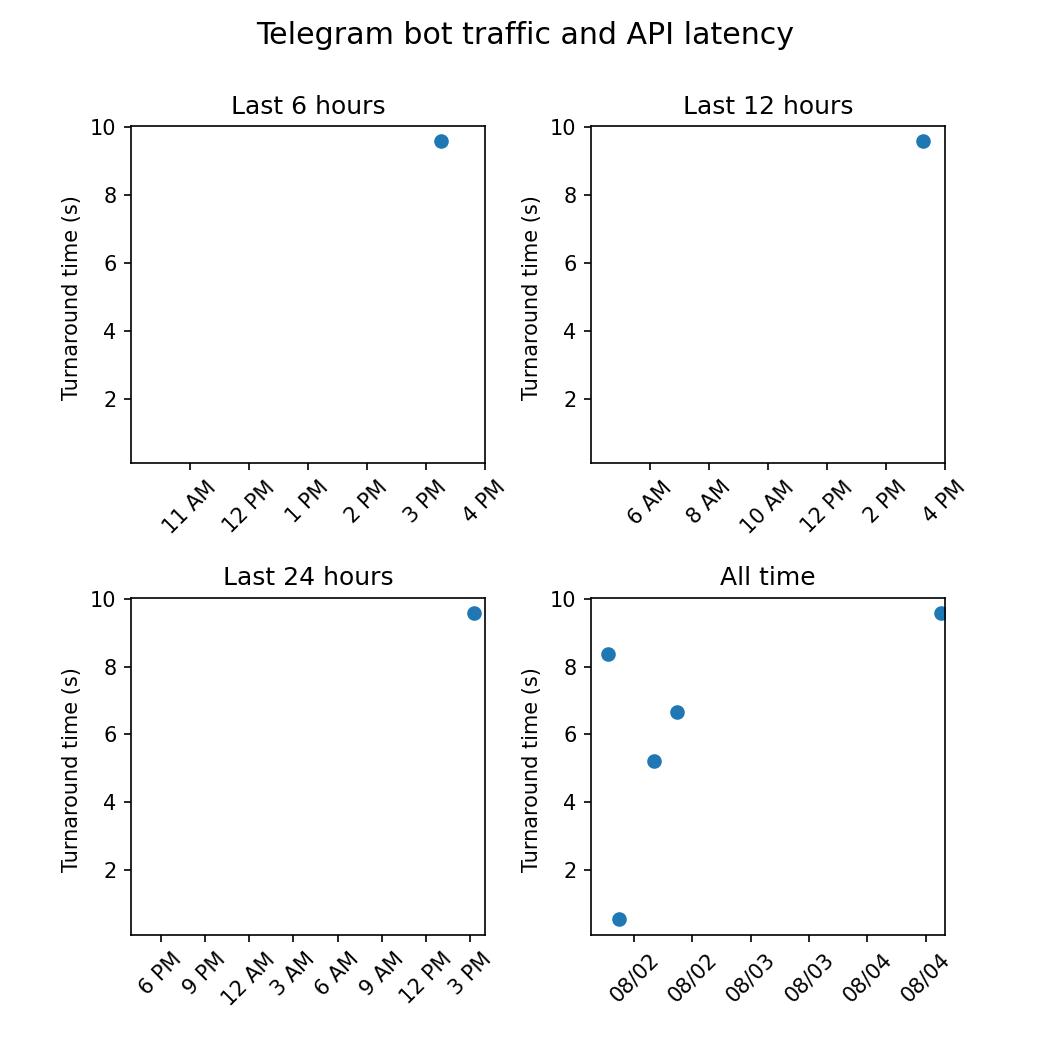 Telegram bot traffic and API latency
Last 6 hours
Turnaround time (s)
10
8
6
4
2
11 AM
12 PM
1 PM
2 PM
3 PM
4 PM
Last 12 hours
Turnaround time (s)
10
8
6
4
2
6 AM
8 AM
10 AM
12 PM
2 PM
4 PM
Last 24 hours
Turnaround time (s)
10
8
6
4
2
6 PM
9 PM
12 AM
3 AM
6 AM
9 AM
12 PM
3 PM
All time
Turnaround time (s)
10
8
6
4
2
08/02
08/02
08/03
08/03
08/04
08/04